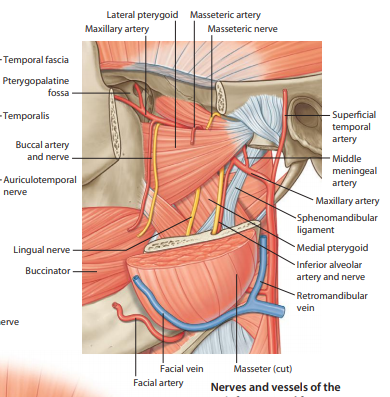 Lateral pterygoid
Masseteric artery
Maxillary artery
Masseteric nerve
Temporal fascia
Pterygopalatine
fossa
Temporalis
Buccal artery
and nerve
Auriculotemporal
nerve
Lingual nerve
Buccinator
erve
Superficial
temporal
artery
Middle
meningeal
artery
Maxillary artery
Sphenomandibular
ligament
Medial pterygoid
Inferior alveolar
artery and nerve
Retromandibular
vein
Facial vein
Masseter (cut)
Facial artery
Nerves and vessels of the